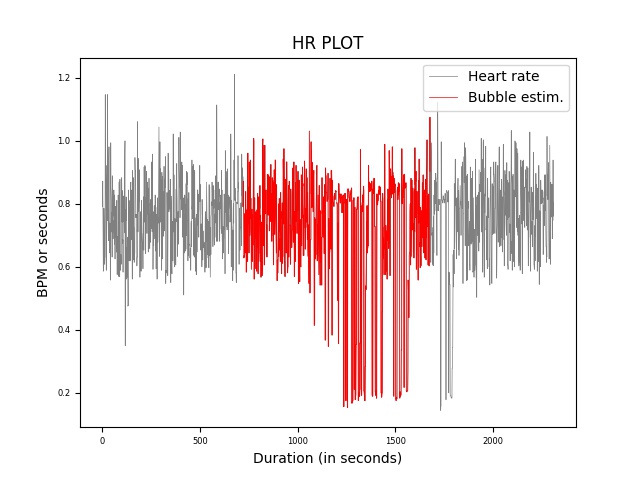 HR PLOT
Heart rate
Bubble estim.
BPM or seconds
1.2
1.0
0.8
0.6
0.4
0.2
0
500
1000
1500
2000
Duration (in seconds)